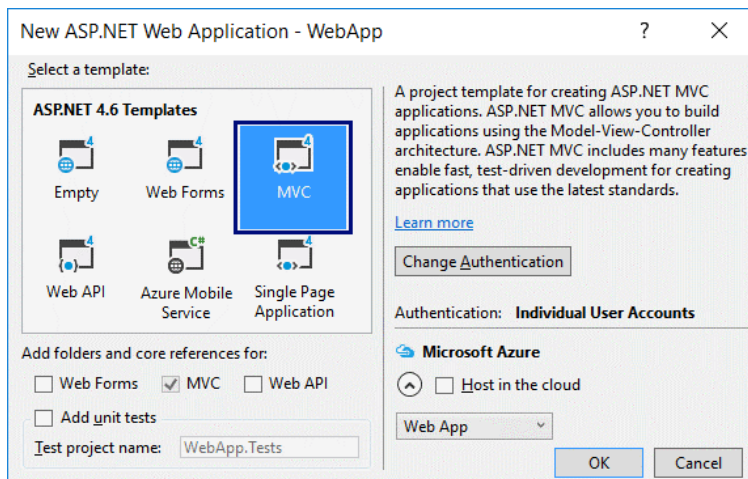 New ASP.NET Web Application - WebApp
?
Select a template:
ASP.NET 4.6 Templates
4
4
4
Empty
Web Forms
MVC
4
C#
4
Web API
Azure Mobile
Service
Single Page
Application
Add folders and core references for:
Web Forms
MVC
Web API
Add unit tests
Test project name:
WebApp.Tests
A project template for creating ASP.NET MVC
applications. ASP.NET MVC allows you to build
applications using the Model-View-Controller
architecture. ASP.NET MVC includes many features
enable fast, test-driven development for creating
applications that use the latest standards.
Learn more
Change Authentication
Authentication: Individual User Accounts
Microsoft Azure
Host in the cloud
Web App
OK
Cancel